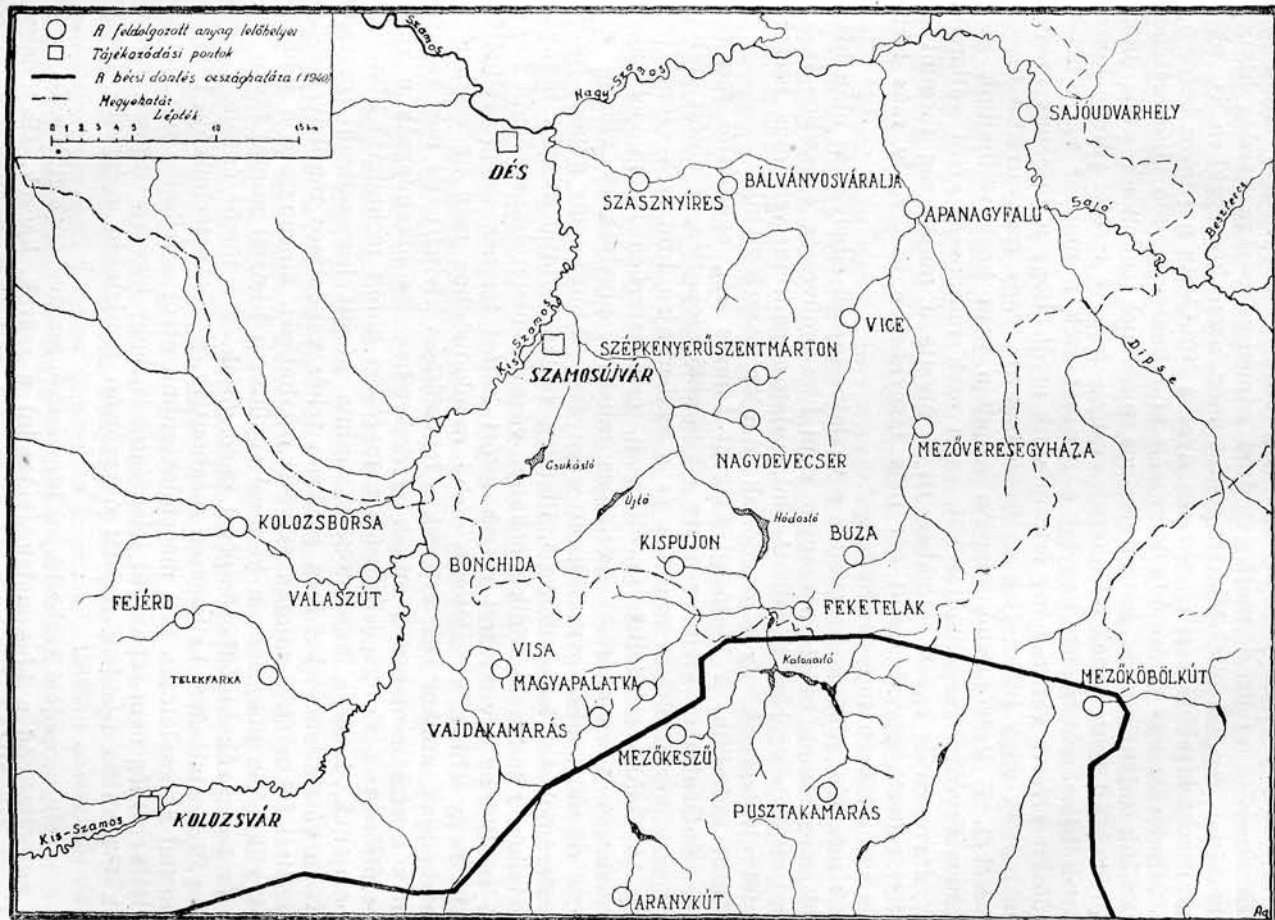 A feldolgozott anyag lelőhelyei
Tájékozódási pontok
A bécsi döntés országhatára (1940)
Megyehatár
Lépték
0 1 2 3 4 5 10 15 km
Szamos
Nagy-Szamos
SAJÓUDVARHELY
DÉS
BÁLVÁNYOSVÁRALJA
SZÁSZNYÍRES
APANAGYFALU
Sajó
Beszterce
VICE
Kis-Szamos
SZÉPKENYERŰSZENTMÁRTON
SZAMOSÚJVÁR
Dipse
NAGYDEVECSER
MEZŐVERESEGYHÁZA
Csukástó
Újtó
Hódostó
KOLOZSBORSA
BUZA
KISPUJON
BONCHIDA
VÁLASZÚT
FEJÉRD
FEKETELAK
VISA
Katonató
TELEKFARKA
MAGYAPALATKA
MEZŐKÖBÖLKÚT
VAJDAKAMARÁS
MEZŐKESZŰ
PUSZTAKAMARÁS
KOLOZSVÁR
Kis-Szamos
ARANYKÚT